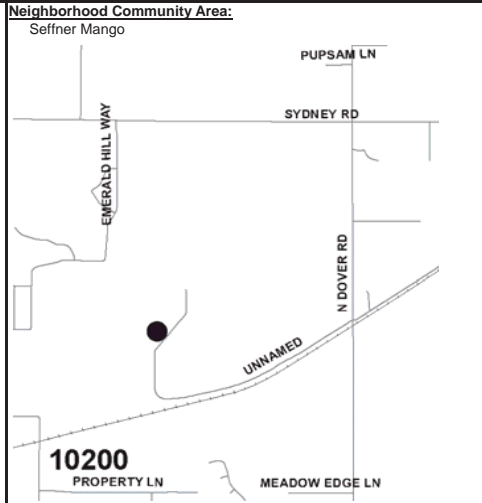 Neighborhood Community Area:
Seffner Mango
PUPSAM LN
SYDNEY RD
EMERALD HILL WAY
N DOVER RD
UNNAMED
10200
PROPERTY LN
MEADOW EDGE LN